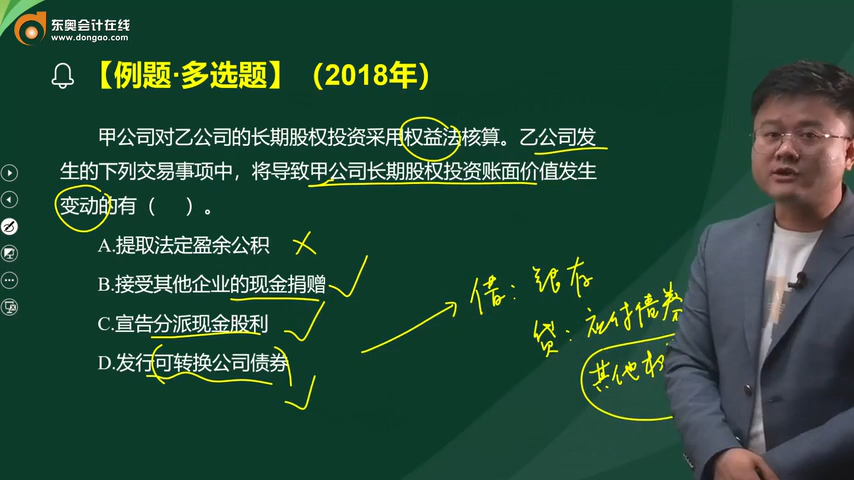 东奥会计在线
www.dongao.com
【例题·多选题】（2018年）
甲公司对乙公司的长期股权投资采用权益法核算。乙公司发
生的下列交易事项中，将导致甲公司长期股权投资账面价值发生
变动的有（　）。
A.提取法定盈余公积
B.接受其他企业的现金捐赠
C.宣告分派现金股利
D.发行可转换公司债券
借：银存
贷：应付债券
其他权